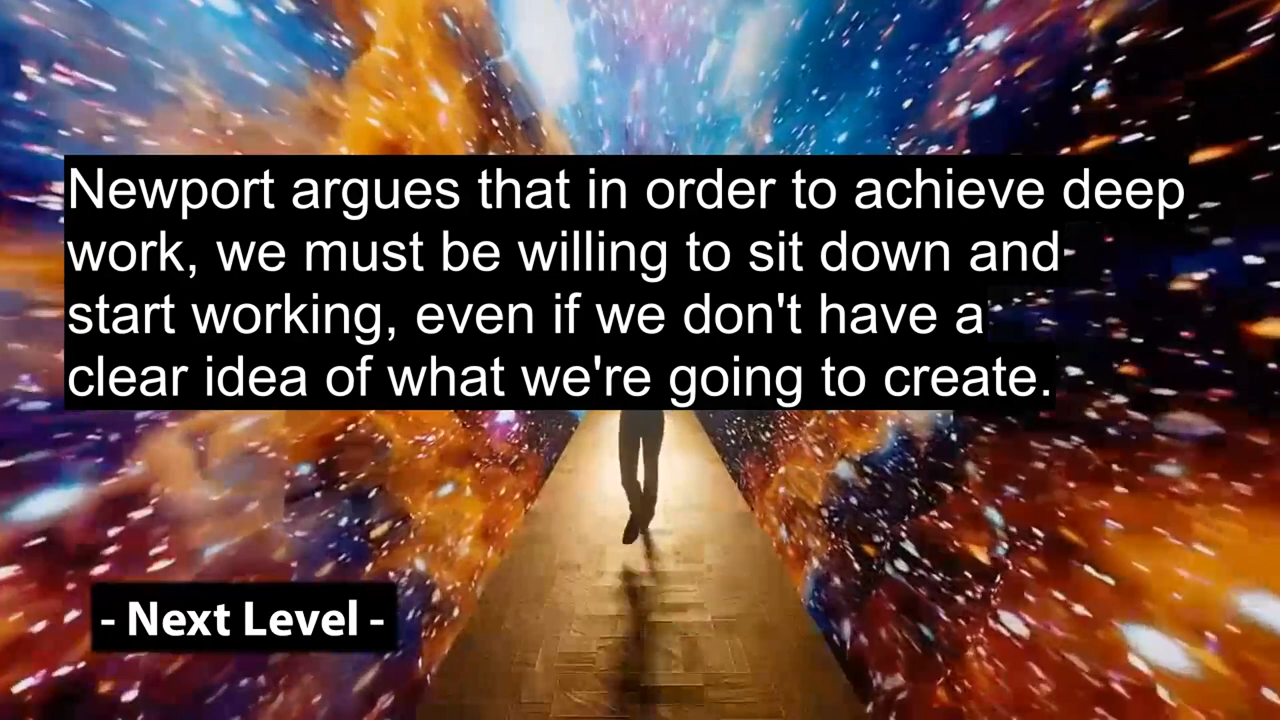 Newport argues that in order to achieve deep
work, we must be willing to sit down and
start working, even if we don't have a
clear idea of what we're going to create.
- Next Level -